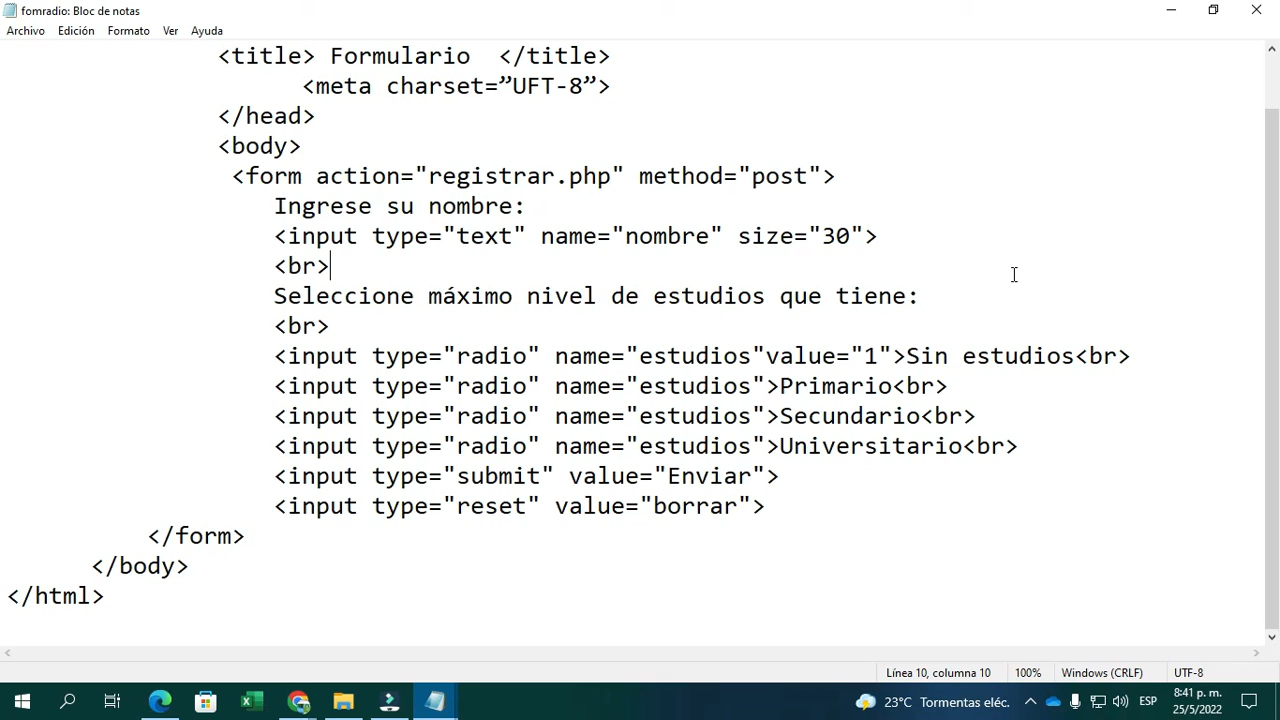 fomradio: Bloc de notas
Archivo Edición Formato Ver Ayuda
<title> Formulario  </title>
<meta charset=”UFT-8”>
</head>
<body>
<form action="registrar.php" method="post">
Ingrese su nombre:
<input type="text" name="nombre" size="30">
<br>
Seleccione máximo nivel de estudios que tiene:
<br>
<input type="radio" name="estudios"value="1">Sin estudios<br>
<input type="radio" name="estudios">Primario<br>
<input type="radio" name="estudios">Secundario<br>
<input type="radio" name="estudios">Universitario<br>
<input type="submit" value="Enviar">
<input type="reset" value="borrar">
</form>
</body>
</html>
Línea 10, columna 10 100% Windows (CRLF) UTF-8
23°C Tormentas eléc. ESP 8:41 p. m.
25/5/2022